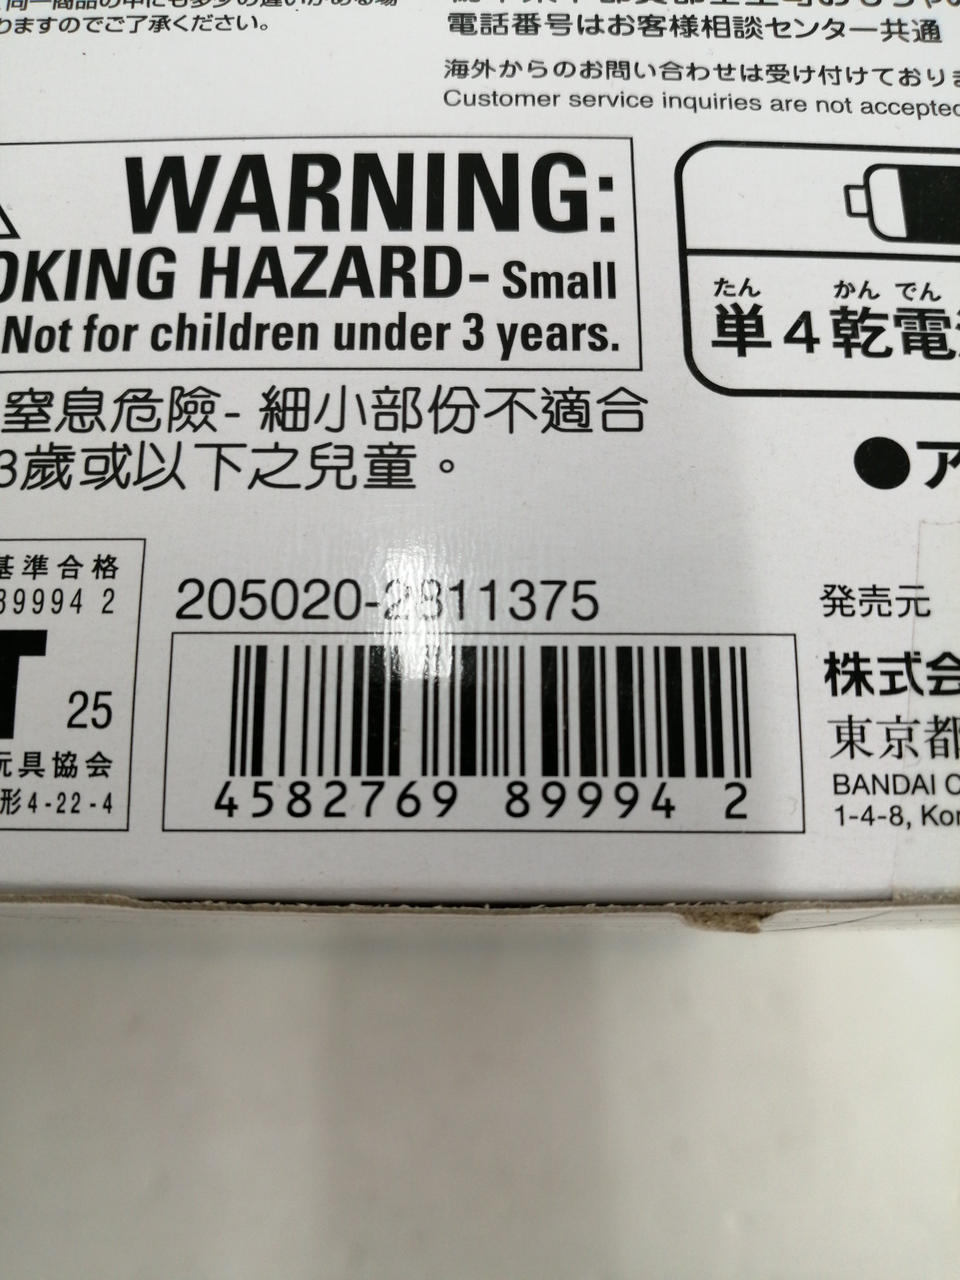 りますのでご了承ください。
電話番号はお客様相談センター共通
海外からのお問い合わせは受け付けており
Customer service inquiries are not accepted
WARNING:
OKING HAZARD- Small
Not for children under 3 years.
窒息危險- 細小部份不適合
3歲或以下之兒童。
たん かん でん
単4乾電
●ア
基準合格
89994 2
T 25
玩具協会
形4-22-4
205020-2811375
4582769 89994 2
発売元
株式会
東京都
BANDAI C
1-4-8, Kom